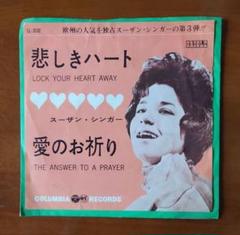 欧州の人気を独占スーザン・シンガーの第3弾!
悲しきハート
LOCK YOUR HEART AWAY
スーザン・シンガー
愛のお祈り
THE ANSWER TO A PRAYER
COLUMBIA RECORDS